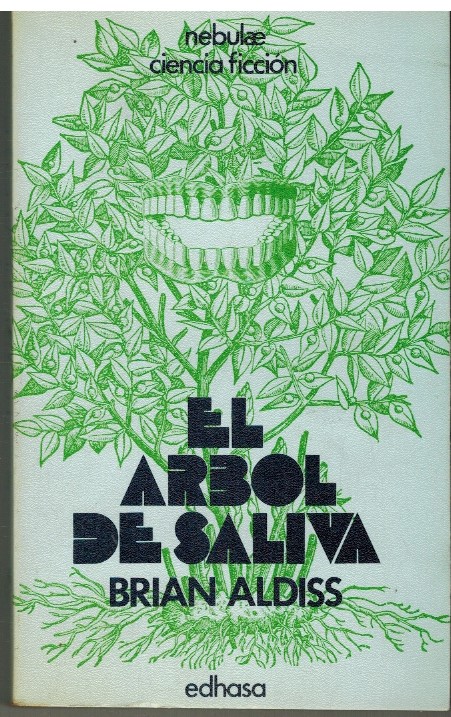 nebulæ
ciencia ficción
EL
ARBOL
DE SALIVA
BRIAN ALDISS
edhasa